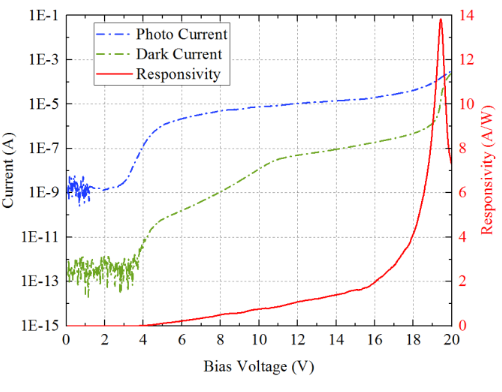 1E-1
1E-3
1E-5
1E-7
1E-9
1E-11
1E-13
1E-15
Current (A)
Photo Current
Dark Current
Responsivity
14
12
10
8
6
4
2
0
Responsivity (A/W)
0 2 4 6 8 10 12 14 16 18 20
Bias Voltage (V)